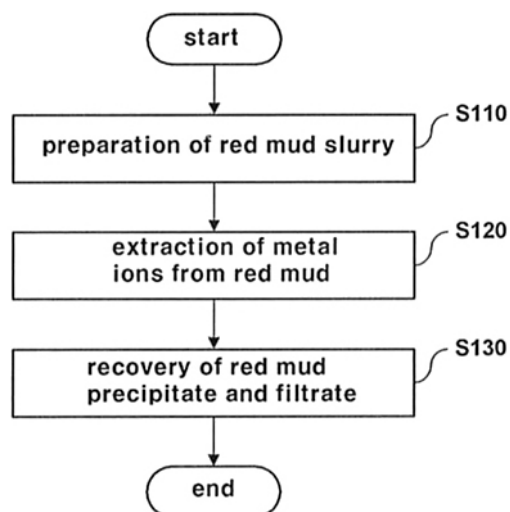 start
S110
preparation of red mud slurry
S120
extraction of metal
ions from red mud
S130
recovery of red mud
precipitate and filtrate
end